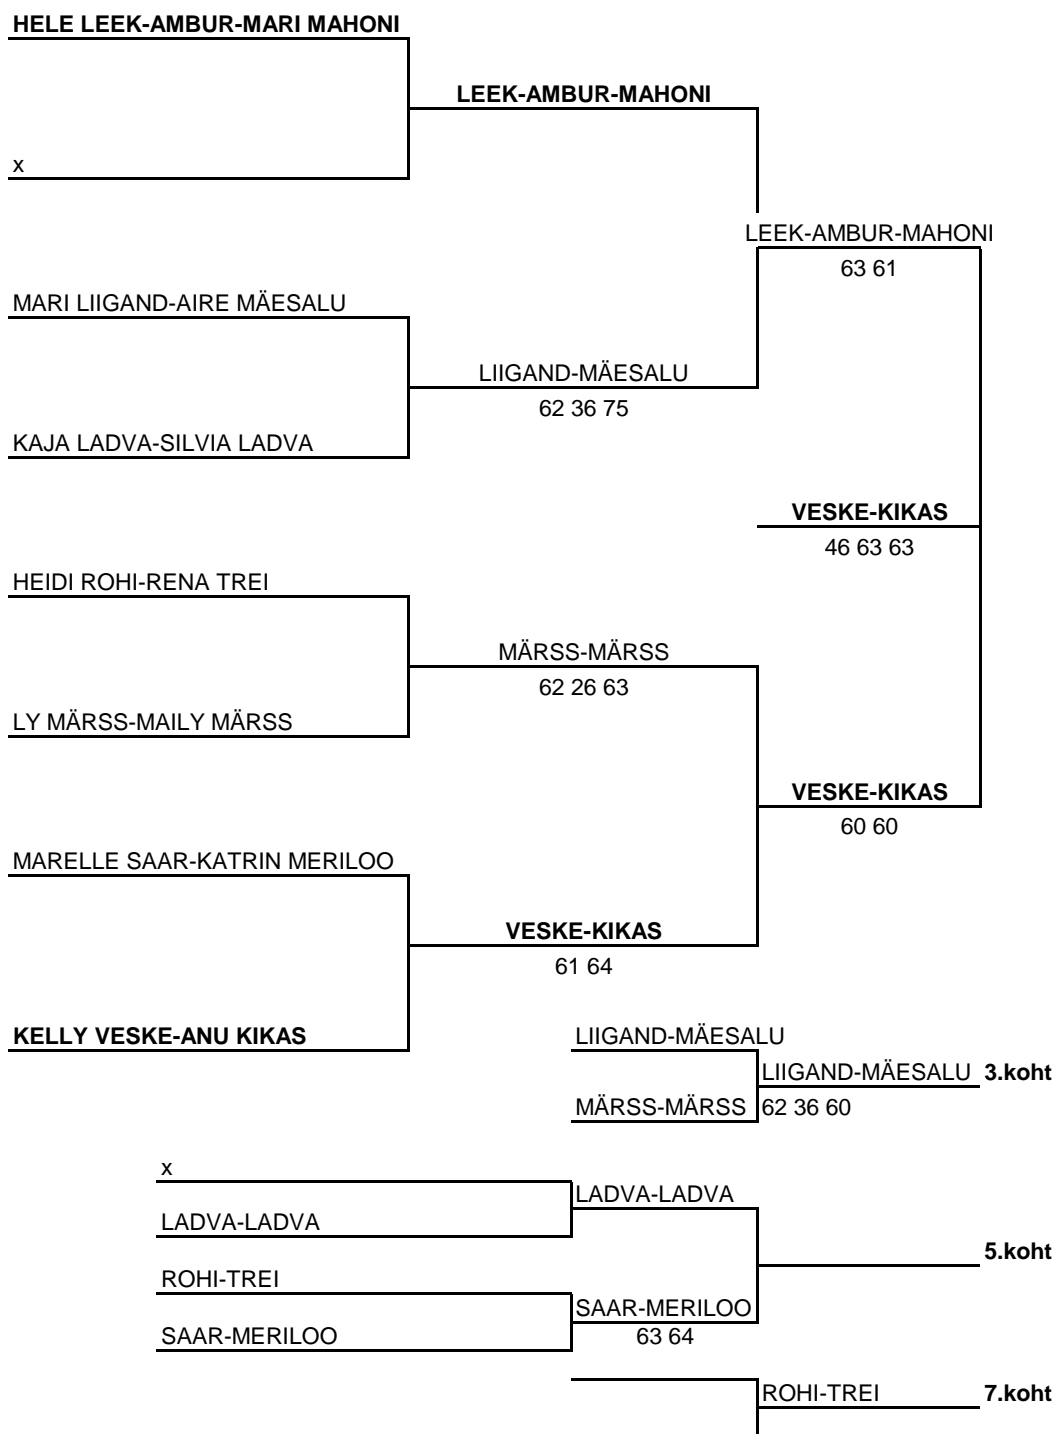 HELE LEEK-AMBUR-MARI MAHONI
LEEK-AMBUR-MAHONI
x
LEEK-AMBUR-MAHONI
63 61
MARI LIIGAND-AIRE MÄESALU
LIIGAND-MÄESALU
62 36 75
KAJA LADVA-SILVIA LADVA
VESKE-KIKAS
46 63 63
HEIDI ROHI-RENA TREI
MÄRSS-MÄRSS
62 26 63
LY MÄRSS-MAILY MÄRSS
VESKE-KIKAS
60 60
MARELLE SAAR-KATRIN MERILOO
VESKE-KIKAS
61 64
KELLY VESKE-ANU KIKAS
LIIGAND-MÄESALU
LIIGAND-MÄESALU 3.koht
MÄRSS-MÄRSS 62 36 60
x
LADVA-LADVA
LADVA-LADVA
5.koht
ROHI-TREI
SAAR-MERILOO
SAAR-MERILOO 63 64
ROHI-TREI 7.koht